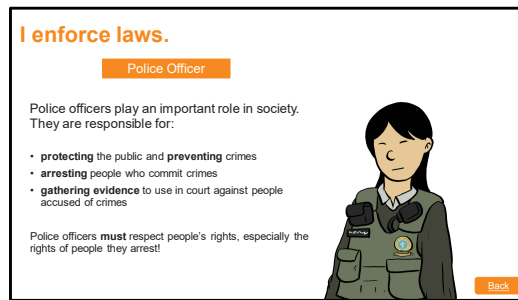 I enforce laws.
Police Officer
Police officers play an important role in society.
They are responsible for:
• protecting the public and preventing crimes
• arresting people who commit crimes
• gathering evidence to use in court against people
accused of crimes
Police officers must respect people's rights, especially the
rights of people they arrest!
Back